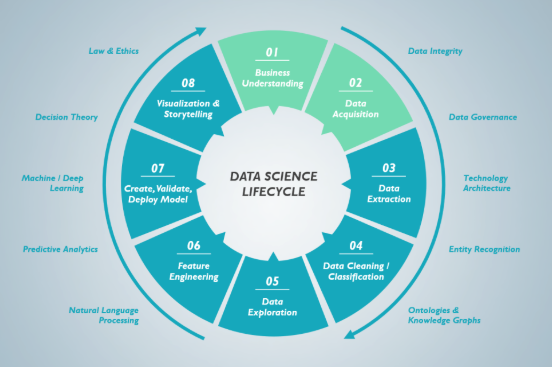 DATA SCIENCE
LIFECYCLE
01
Business
Understanding
02
Data
Acquisition
03
Data
Extraction
04
Data Cleaning /
Classification
05
Data
Exploration
06
Feature
Engineering
07
Create, Validate,
Deploy Model
08
Visualization &
Storytelling
Data Integrity
Data Governance
Technology
Architecture
Entity Recognition
Ontologies &
Knowledge Graphs
Natural Language
Processing
Predictive Analytics
Machine / Deep
Learning
Decision Theory
Law & Ethics